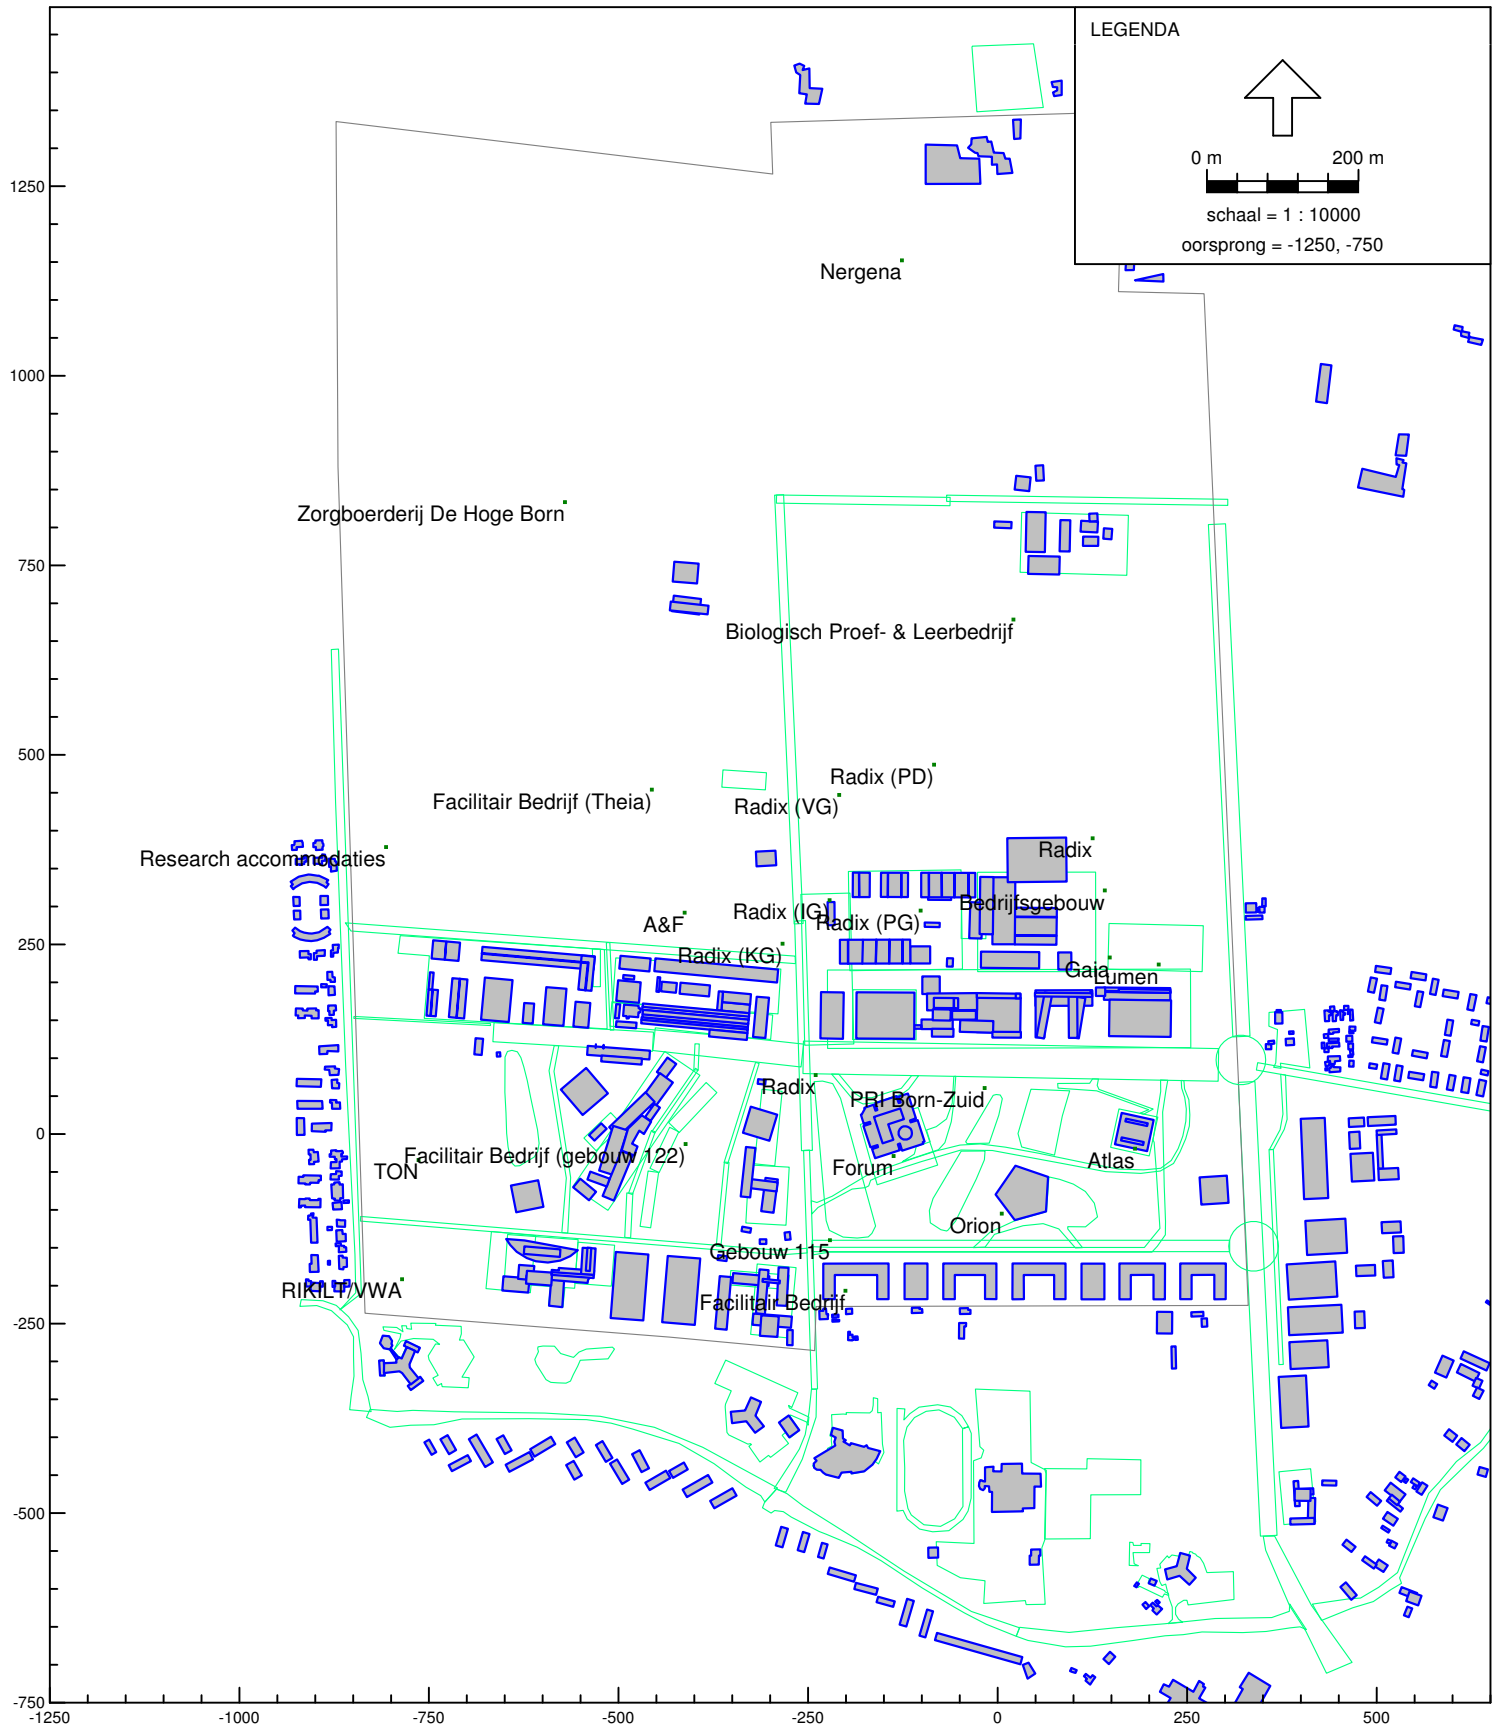 LEGENDA
0 m 200 m
schaal = 1 : 10000
oorsprong = -1250, -750
1250
Nergena
1000
Zorgboerderij De Hoge Born
750
Biologisch Proef- & Leerbedrijf
500
Radix (PD)
Facilitair Bedrijf (Theia)
Radix (VG)
Radix
Research accommodaties
Bedrijfsgebouw
Radix (IG)
Radix (PG)
A&F
250
Radix (KG)
Gaia
Lumen
Radix
PRI Born-Zuid
0
Facilitair Bedrijf (gebouw 122)
Atlas
Forum
TON
Orion
Gebouw 115
RIKILT/VWA
Facilitair Bedrijf
-250
-500
-750
-1250 -1000 -750 -500 -250 0 250 500